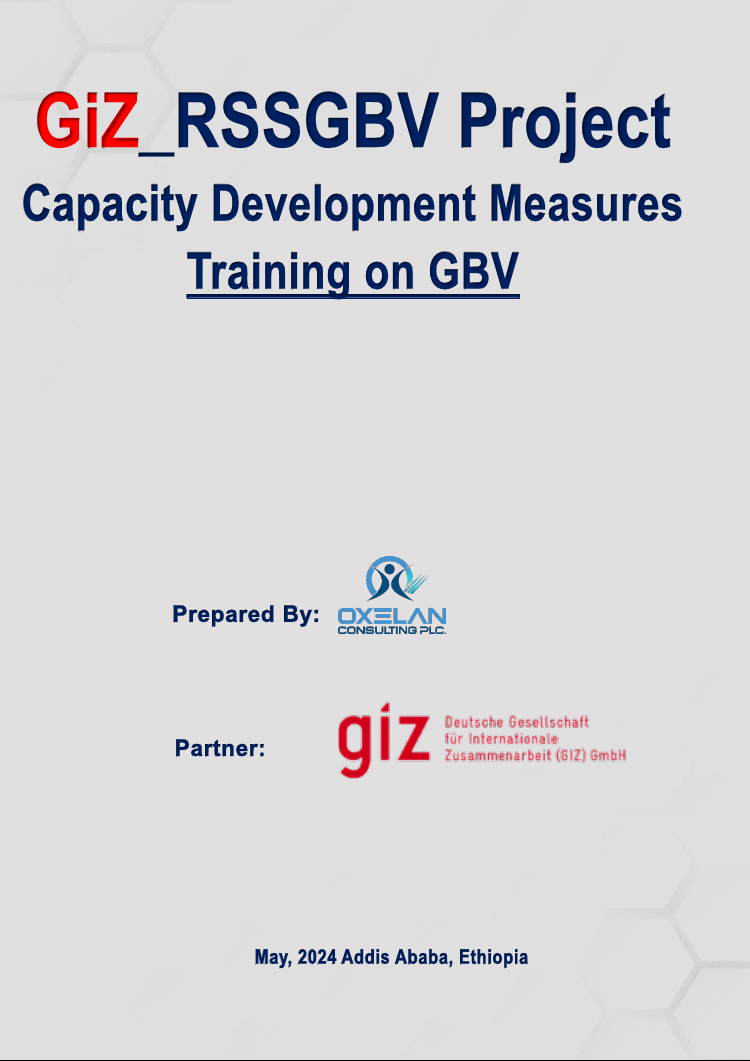 GiZ_RSSGBV Project
Capacity Development Measures
Training on GBV
Prepared By:
OXELAN
CONSULTING PLC.
Partner:
giz
Deutsche Gesellschaft
für Internationale
Zusammenarbeit (GIZ) GmbH
May, 2024 Addis Ababa, Ethiopia